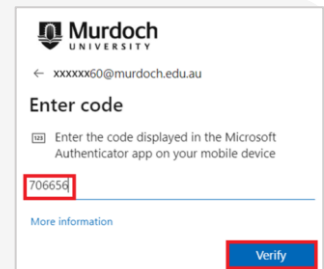 Murdoch
UNIVERSITY
← xxxxxx60@murdoch.edu.au
Enter code
123 Enter the code displayed in the Microsoft
Authenticator app on your mobile device
706656
More information
Verify